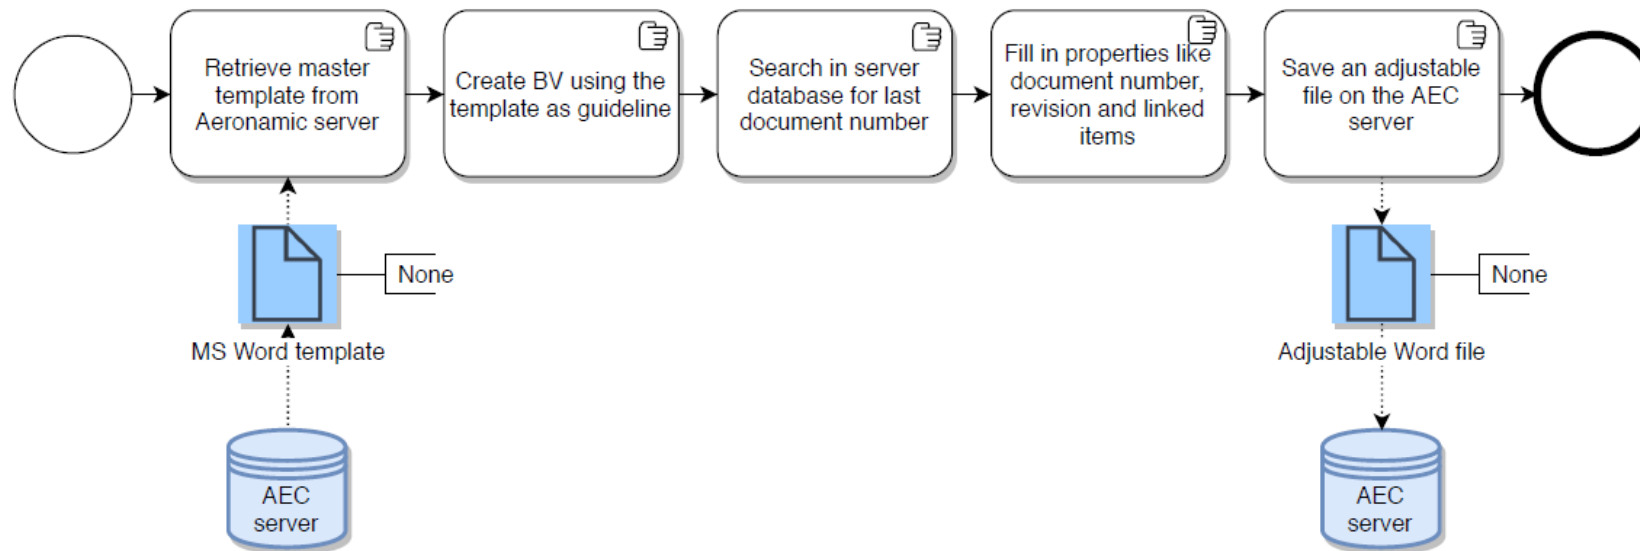 Retrieve master
template from
Aeronamic server
Create BV using the
template as guideline
Search in server
database for last
document number
Fill in properties like
document number,
revision and linked
items
Save an adjustable
file on the AEC
server
None
MS Word template
AEC
server
None
Adjustable Word file
AEC
server